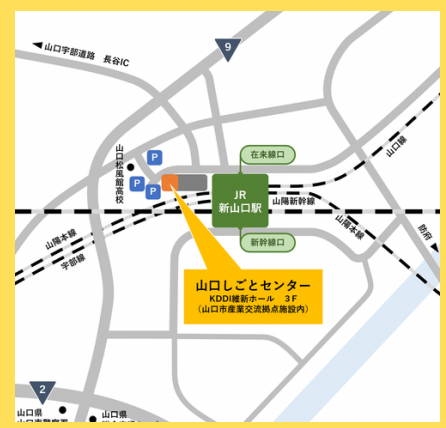 山口宇部道路 長谷IC
9
在来線口
山口線
山口松風館高校
P
P
P
JR
新山口駅
山陽新幹線
山陽本線
防府
新幹線口
山陽本線
宇部線
山口しごとセンター
KDDI維新ホール 3F
(山口市産業交流拠点施設内)
2
山口県
山口県